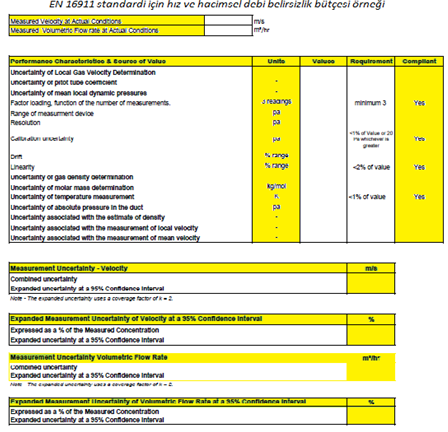 EN 16911 standardi için hız ve hacimsel debi belirsizlik bütçesi örneği
Measured Velocity at Actual Conditions m/s
Measured Volumetric Flow rate at Actual Conditions m³/hr
Performance Characteristics & Source of Value Units Values Requirement Compliant
Uncertainty of Local Gas Velocity Determination
Uncertainty of pitot tube coefficient -
Uncertainty of mean local dynamic pressures -
Factor loading, function of the number of measurements. 3 readings minimum 3 Yes
Range of measurement device pa
Resolution pa
Calibration uncertainty pa <1% of Value or 20 Pa whichever is greater Yes
Drift % range
Linearity % range <2% of value Yes
Uncertainty of gas density determination
Uncertainty of molar mass determination kg/mol
Uncertainty of temperature measurement K <1% of value Yes
Uncertainty of absolute pressure in the duct pa
Uncertainty associated with the estimate of density -
Uncertainty associated with the measurement of local velocity -
Uncertainty associated with the measurement of mean velocity -
Measurement Uncertainty - Velocity m/s
Combined uncertainty
Expanded uncertainty at a 95% Confidence Interval
Note - The expanded uncertainty uses a coverage factor of k = 2.
Expanded Measurement Uncertainty of Velocity at a 95% Confidence Interval %
Expressed as a % of the Measured Concentration
Expanded uncertainty at a 95% Confidence Interval
Measurement Uncertainty Volumetric Flow Rate m³/hr
Combined uncertainty
Expanded uncertainty at a 95% Confidence Interval
Note - The expanded uncertainty uses a coverage factor of k = 2.
Expanded Measurement Uncertainty of Volumetric Flow Rate at a 95% Confidence Interval %
Expressed as a % of the Measured Concentration
Expanded uncertainty at a 95% Confidence Interval